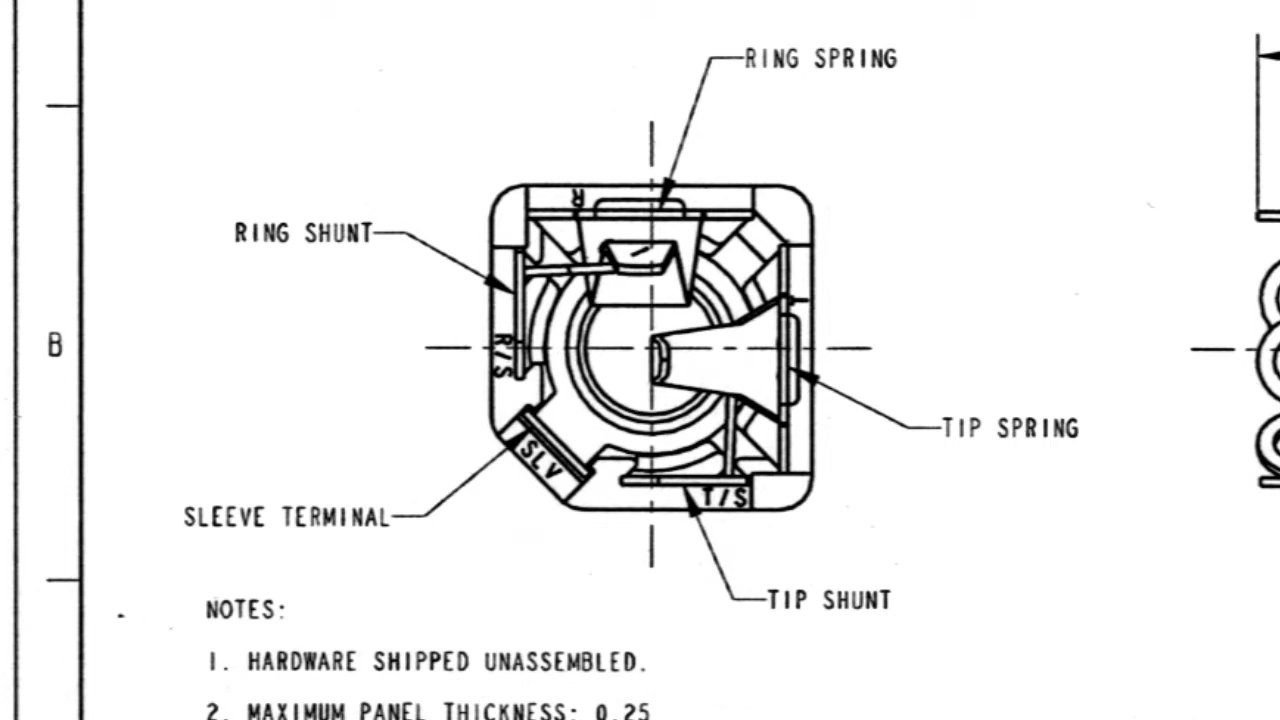 RING SPRING
R
RING SHUNT
B
R/S
TIP SPRING
SLV
T/S
SLEEVE TERMINAL
TIP SHUNT
NOTES:
1. HARDWARE SHIPPED UNASSEMBLED.
2. MAXIMUM PANEL THICKNESS: 0.25